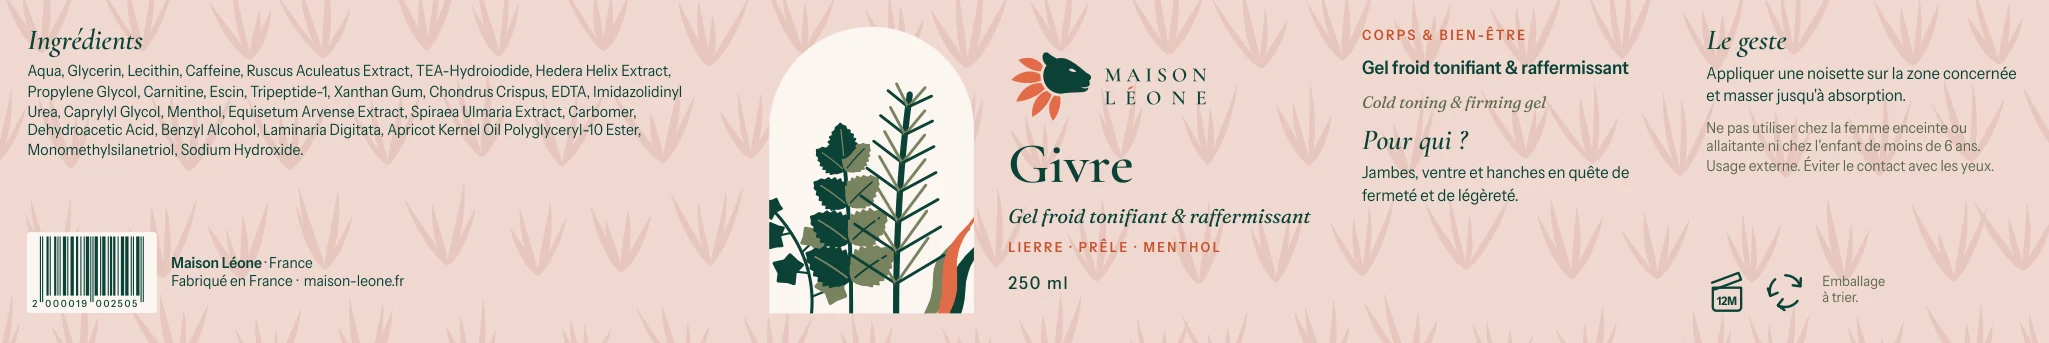 Ingrédients
Aqua, Glycerin, Lecithin, Caffeine, Ruscus Aculeatus Extract, TEA-Hydroiodide, Hedera Helix Extract,
Propylene Glycol, Carnitine, Escin, Tripeptide-1, Xanthan Gum, Chondrus Crispus, EDTA, Imidazolidinyl
Urea, Caprylyl Glycol, Menthol, Equisetum Arvense Extract, Spiraea Ulmaria Extract, Carbomer,
Dehydroacetic Acid, Benzyl Alcohol, Laminaria Digitata, Apricot Kernel Oil Polyglyceryl-10 Ester,
Monomethylsilanetriol, Sodium Hydroxide.
2 000019 002505
Maison Léone · France
Fabriqué en France · maison-leone.fr
MAISON
LÉONE
Givre
Gel froid tonifiant & raffermissant
LIERRE · PRÊLE · MENTHOL
250 ml
CORPS & BIEN-ÊTRE
Gel froid tonifiant & raffermissant
Cold toning & firming gel
Pour qui ?
Jambes, ventre et hanches en quête de
fermeté et de légèreté.
Le geste
Appliquer une noisette sur la zone concernée
et masser jusqu'à absorption.
Ne pas utiliser chez la femme enceinte ou
allaitante ni chez l'enfant de moins de 6 ans.
Usage externe. Éviter le contact avec les yeux.
12M
Emballage
à trier.